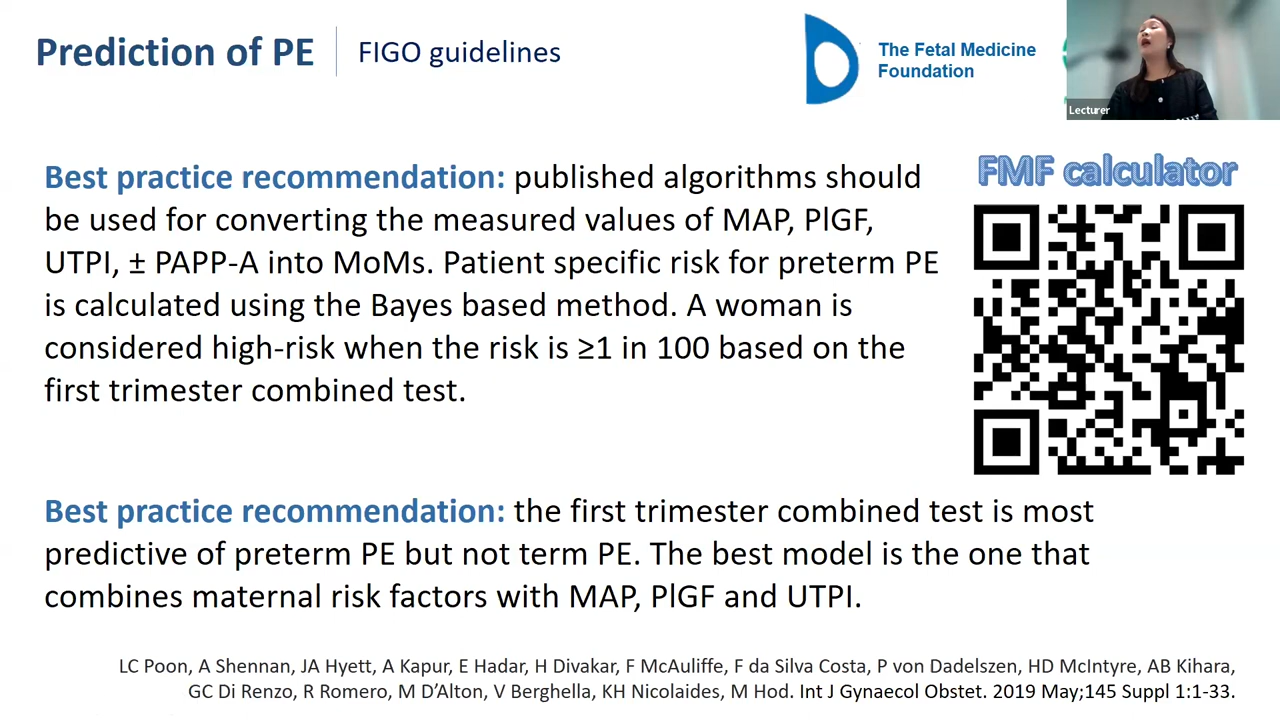 Prediction of PE
FIGO guidelines
The Fetal Medicine
Foundation
Lecturer
Best practice recommendation: published algorithms should
be used for converting the measured values of MAP, PlGF,
UTPI, ± PAPP-A into MoMs. Patient specific risk for preterm PE
is calculated using the Bayes based method. A woman is
considered high-risk when the risk is ≥1 in 100 based on the
first trimester combined test.
FMF calculator
Best practice recommendation: the first trimester combined test is most
predictive of preterm PE but not term PE. The best model is the one that
combines maternal risk factors with MAP, PlGF and UTPI.
LC Poon, A Shennan, JA Hyett, A Kapur, E Hadar, H Divakar, F McAuliffe, F da Silva Costa, P von Dadelszen, HD McIntyre, AB Kihara,
GC Di Renzo, R Romero, M D’Alton, V Berghella, KH Nicolaides, M Hod. Int J Gynaecol Obstet. 2019 May;145 Suppl 1:1-33.